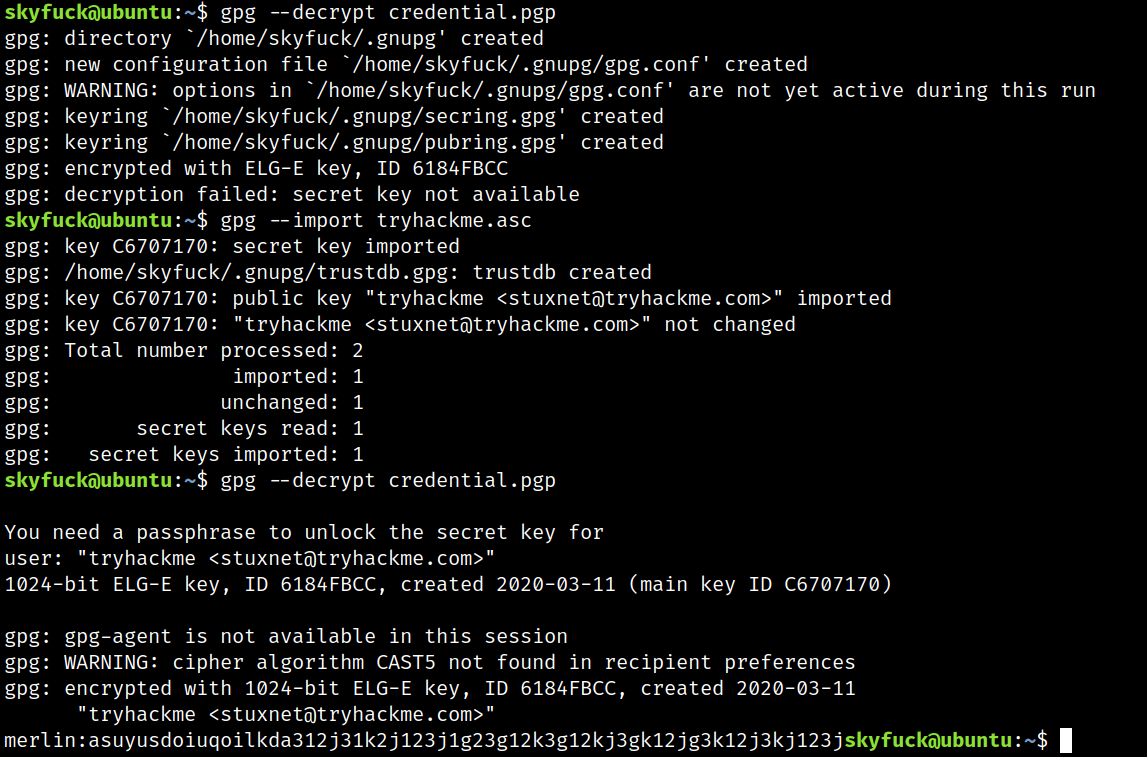 skyfuck@ubuntu:~$ gpg --decrypt credential.pgp
gpg: directory `/home/skyfuck/.gnupg' created
gpg: new configuration file `/home/skyfuck/.gnupg/gpg.conf' created
gpg: WARNING: options in `/home/skyfuck/.gnupg/gpg.conf' are not yet active during this run
gpg: keyring `/home/skyfuck/.gnupg/secring.gpg' created
gpg: keyring `/home/skyfuck/.gnupg/pubring.gpg' created
gpg: encrypted with ELG-E key, ID 6184FBCC
gpg: decryption failed: secret key not available
skyfuck@ubuntu:~$ gpg --import tryhackme.asc
gpg: key C6707170: secret key imported
gpg: /home/skyfuck/.gnupg/trustdb.gpg: trustdb created
gpg: key C6707170: public key "tryhackme <stuxnet@tryhackme.com>" imported
gpg: key C6707170: "tryhackme <stuxnet@tryhackme.com>" not changed
gpg: Total number processed: 2
gpg:               imported: 1
gpg:              unchanged: 1
gpg:       secret keys read: 1
gpg:   secret keys imported: 1
skyfuck@ubuntu:~$ gpg --decrypt credential.pgp
You need a passphrase to unlock the secret key for
user: "tryhackme <stuxnet@tryhackme.com>"
1024-bit ELG-E key, ID 6184FBCC, created 2020-03-11 (main key ID C6707170)
gpg: gpg-agent is not available in this session
gpg: WARNING: cipher algorithm CAST5 not found in recipient preferences
gpg: encrypted with 1024-bit ELG-E key, ID 6184FBCC, created 2020-03-11
      "tryhackme <stuxnet@tryhackme.com>"
merlin:asuyusdoiuqoilkda312j31k2j123j1g23g12k3g12kj3gk12jg3k12j3kj123jskyfuck@ubuntu:~$